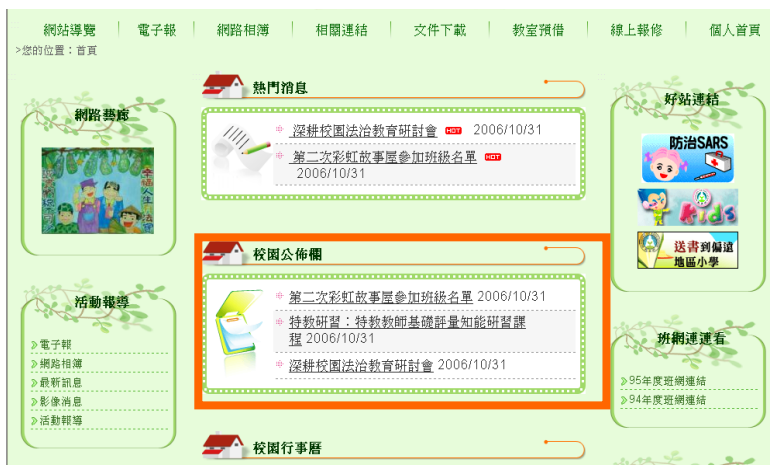 網站導覽 電子報 網路相簿 相關連結 文件下載 教室預借 線上報修 個人首頁
>您的位置：首頁
網路藝廊
活動報導
電子報
網路相簿
最新訊息
影像消息
活動報導
熱門消息
深耕校園法治教育研討會 HOT 2006/10/31
第二次彩虹故事屋參加班級名單 HOT
2006/10/31
校園公佈欄
第二次彩虹故事屋參加班級名單 2006/10/31
特教研習：特教教師基礎評量知能研習課
程 2006/10/31
深耕校園法治教育研討會 2006/10/31
校園行事曆
好站連結
防治SARS
Kids
送書到偏遠
地區小學
班網連連看
95年度班網連結
94年度班網連結